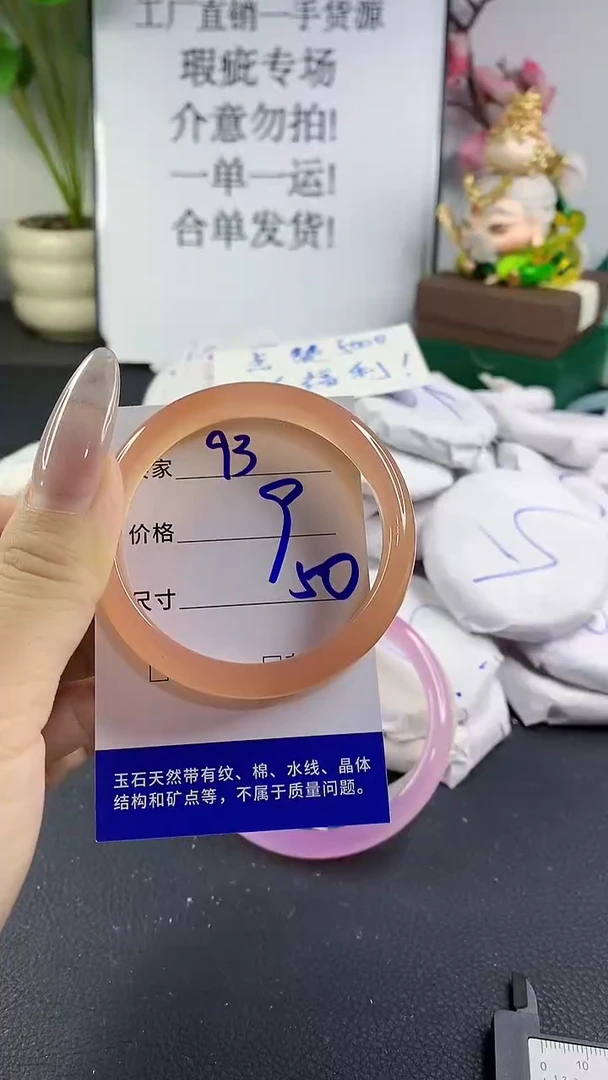 工厂直销一手货源
瑕疵专场
介意勿拍!
一单一运!
合单发货!
家 93
价格 9
尺寸 50
玉石天然带有纹、棉、水线、晶体
结构和矿点等，不属于质量问题。
0 10